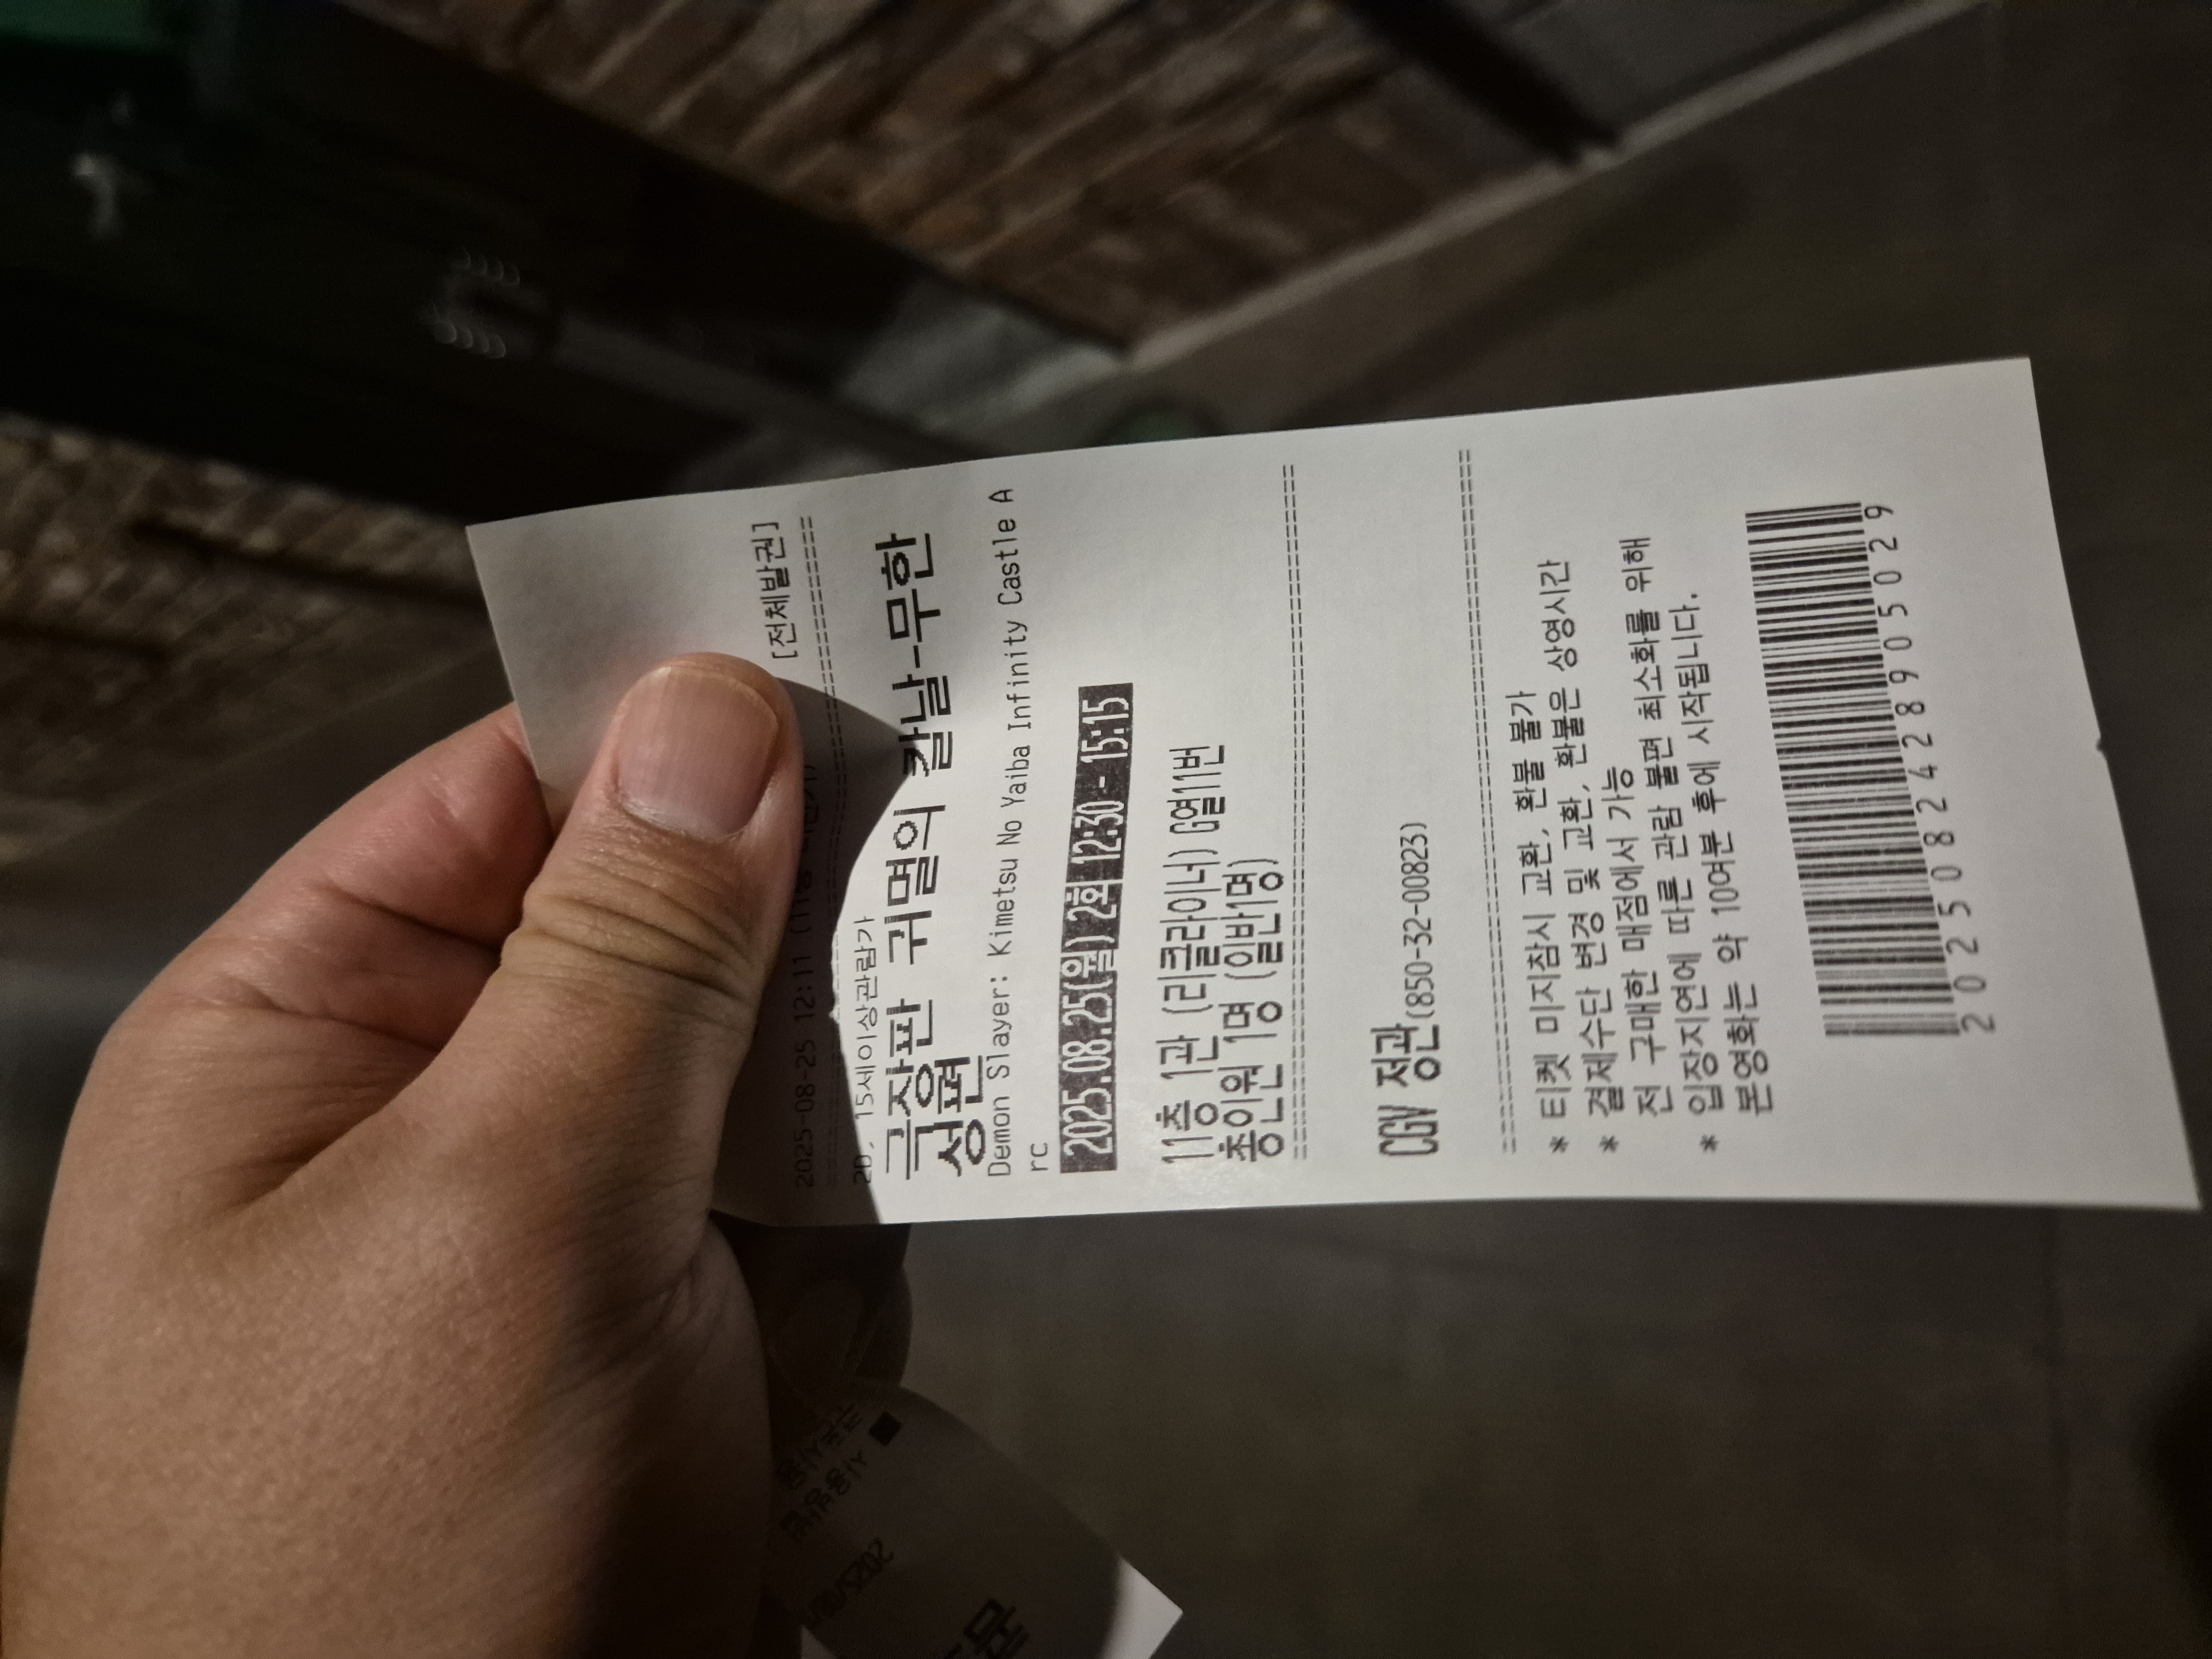 [전체발권]
2025-08-25 12:11
2D, 15세이상관람가
극장판 귀멸의 칼날-무한
성편
Demon Slayer: Kimetsu No Yaiba Infinity Castle A
rc
2025.08.25(월) 2회 12:30 - 15:15
11층 1관 (리클라이너) G열11번
총인원 1명 (일반1명)
CGV 정관(850-32-00823)
* 티켓 미지참시 교환, 환불 불가
* 결제수단 변경 및 교환, 환불은 상영시간
전 구매한 매점에서 가능
* 입장지연에 따른 관람 불편 최소화를 위해
본영화는 약 10여분 후에 시작됩니다.
2025082428905029